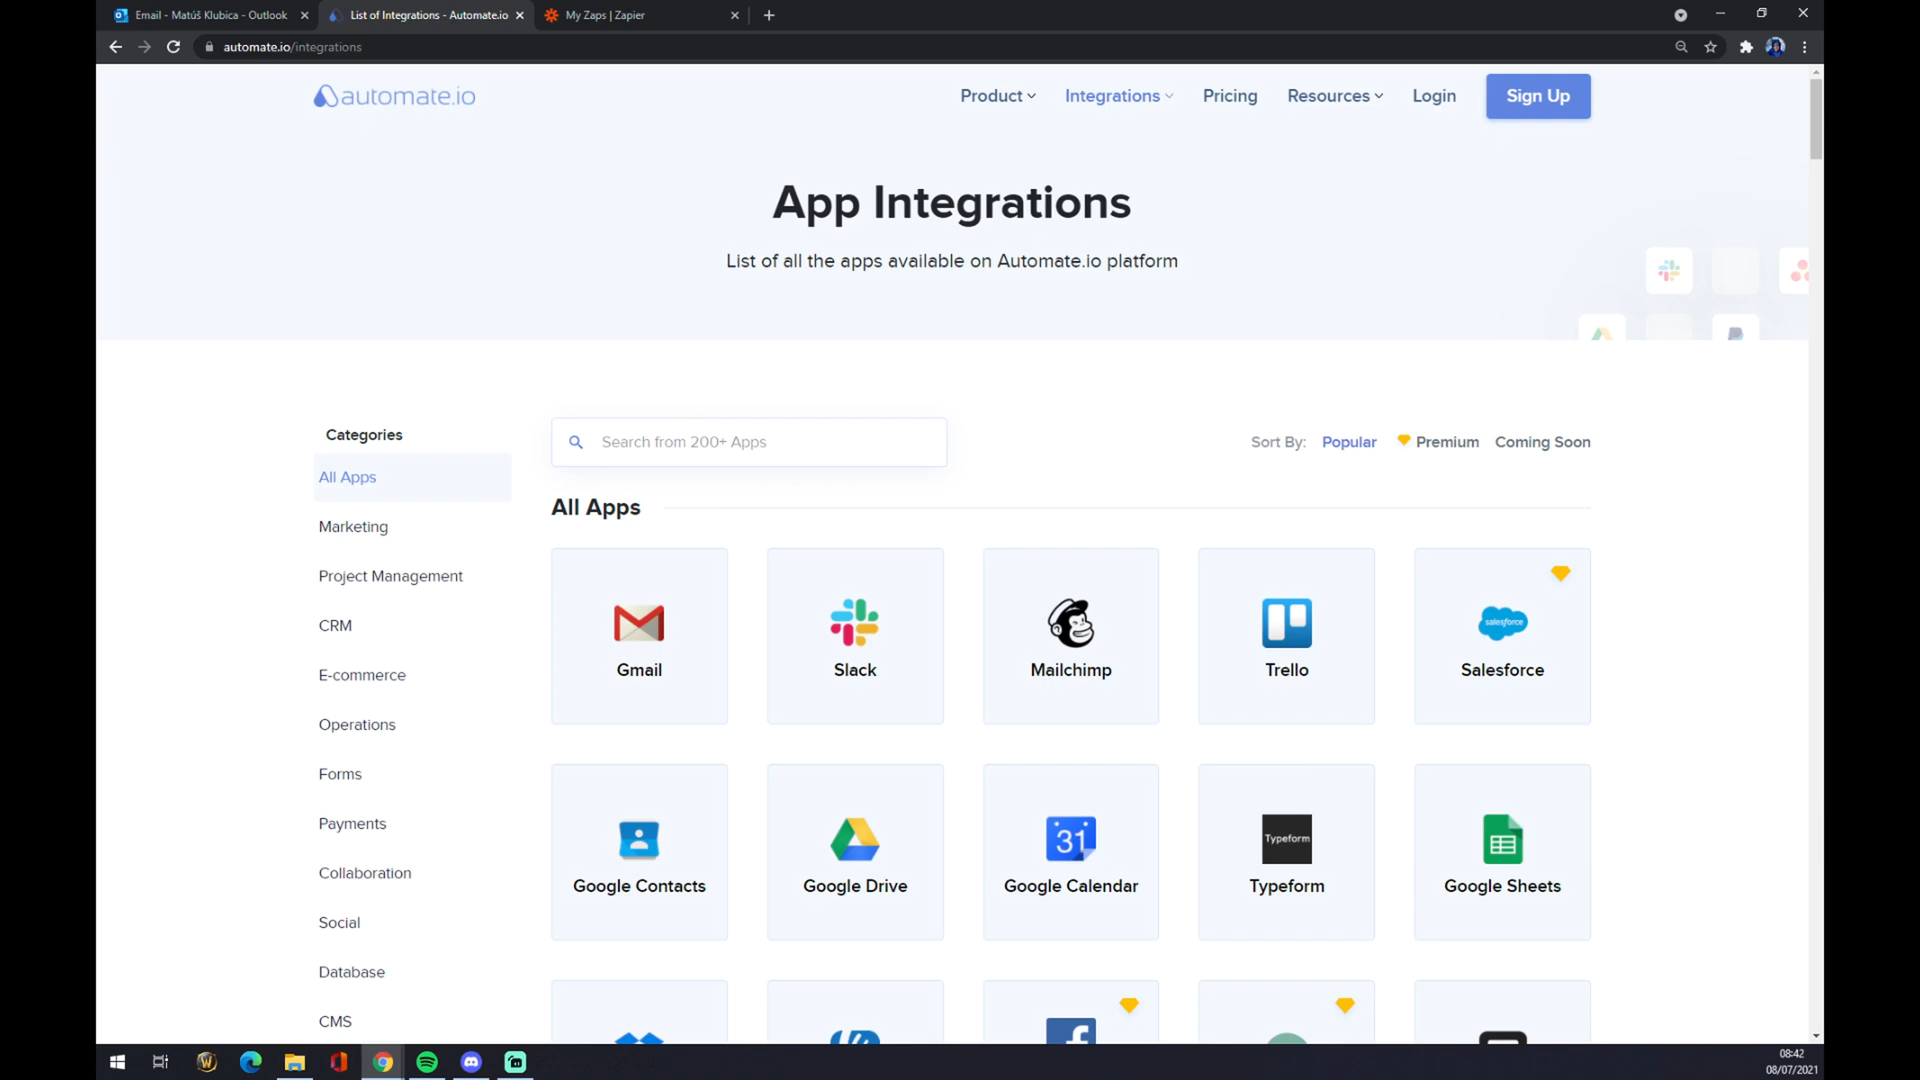 Email - Matúš Klubica - Outlook
List of Integrations - Automate.io
My Zaps | Zapier
automate.io/integrations
automate.io
Product
Integrations
Pricing
Resources
Login
Sign Up
App Integrations
List of all the apps available on Automate.io platform
Categories
All Apps
Marketing
Project Management
CRM
E-commerce
Operations
Forms
Payments
Collaboration
Social
Database
CMS
Search from 200+ Apps
Sort By: Popular Premium Coming Soon
All Apps
Gmail
Slack
Mailchimp
Trello
salesforce
Salesforce
Google Contacts
Google Drive
31
Google Calendar
Typeform
Typeform
Google Sheets
08:42
08/07/2021